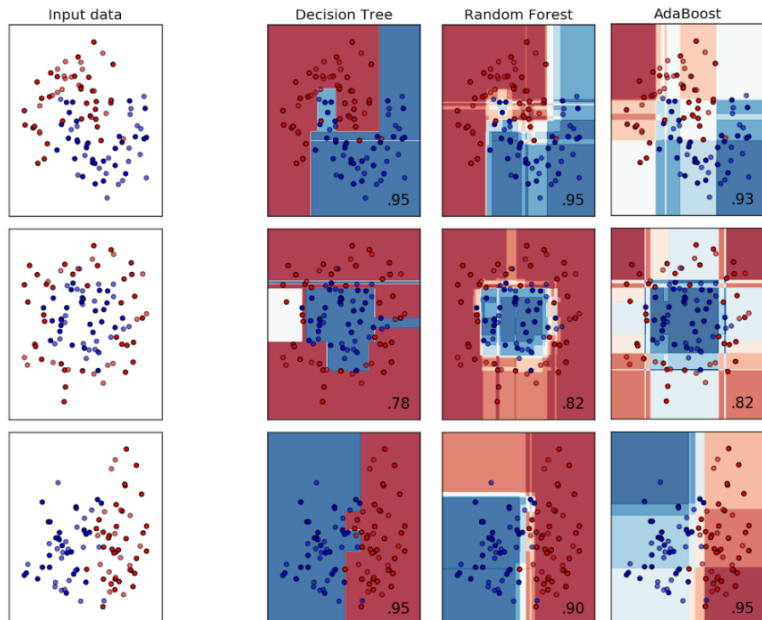 Input data Decision Tree Random Forest AdaBoost
.95 .95 .93
.78 .82 .82
.95 .90 .95